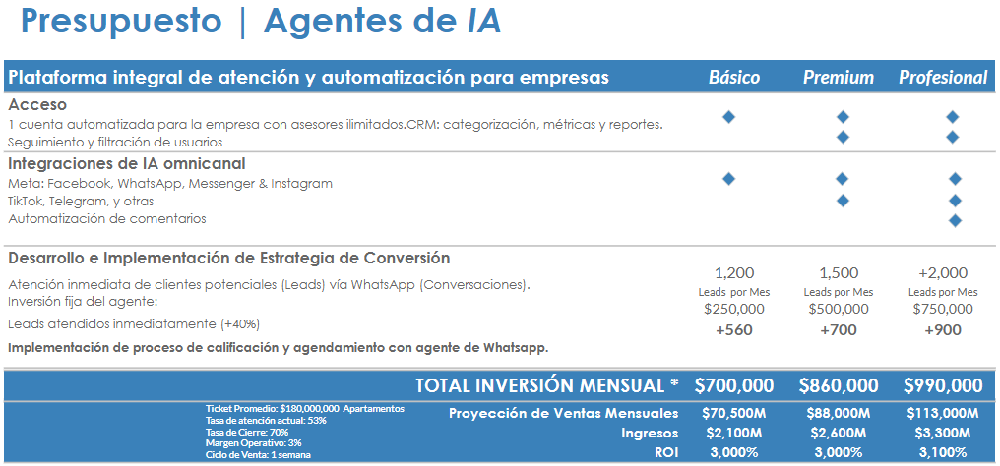 Presupuesto | Agentes de IA
Plataforma integral de atención y automatización para empresas Básico Premium Profesional
Acceso
1 cuenta automatizada para la empresa con asesores ilimitados.CRM: categorización, métricas y reportes.
Seguimiento y filtración de usuarios
Integraciones de IA omnicanal
Meta: Facebook, WhatsApp, Messenger & Instagram
TikTok, Telegram, y otras
Automatización de comentarios
Desarrollo e Implementación de Estrategia de Conversión
1,200 1,500 +2,000
Atención inmediata de clientes potenciales (Leads) vía WhatsApp (Conversaciones).
Leads por Mes Leads por Mes Leads por Mes
Inversión fija del agente: $250,000 $500,000 $750,000
Leads atendidos inmediatamente (+40%) +560 +700 +900
Implementación de proceso de calificación y agendamiento con agente de Whatsapp.
TOTAL INVERSIÓN MENSUAL * $700,000 $860,000 $990,000
Ticket Promedio: $180,000,000 Apartamentos
Tasa de atención actual: 53%
Tasa de Cierre: 70%
Margen Operativo: 3%
Ciclo de Venta: 1 semana
Proyección de Ventas Mensuales $70,500M $88,000M $113,000M
Ingresos $2,100M $2,600M $3,300M
ROI 3,000% 3,000% 3,100%